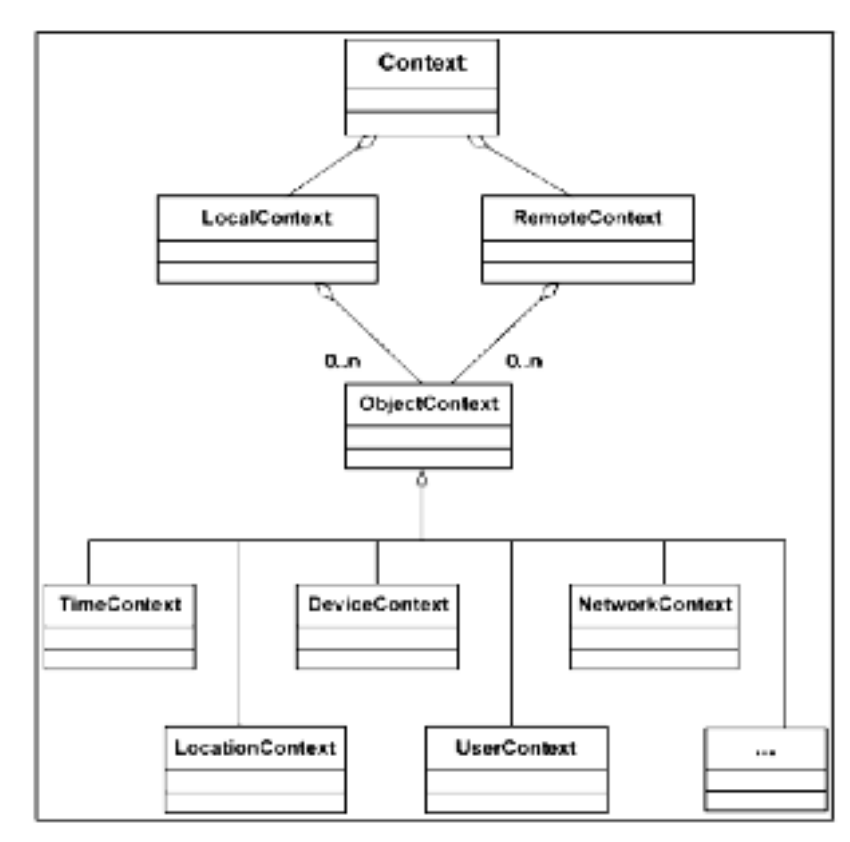 Context
LocalContext
RemoteContext
0..n
0..n
ObjectContext
TimeContext
DeviceContext
NetworkContext
LocationContext
UserContext
...